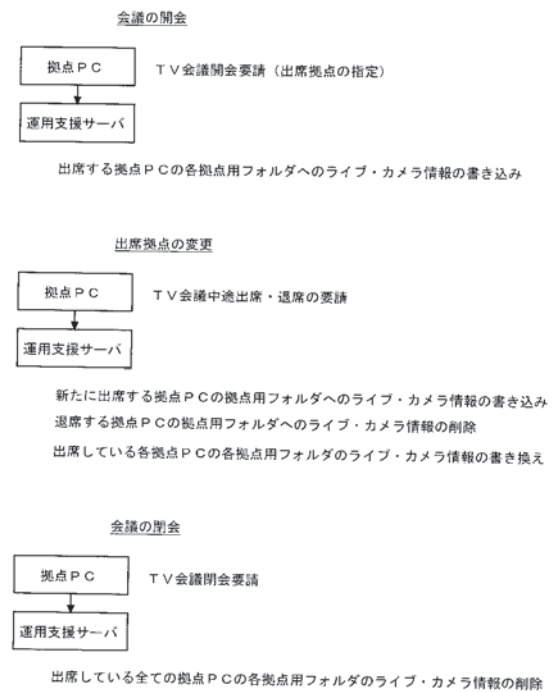 会議の開会
拠点PC
TV会議開会要請(出席拠点の指定)
運用支援サーバ
出席する拠点PCの各拠点用フォルダへのライブ・カメラ情報の書き込み
出席拠点の変更
拠点PC
TV会議中途出席・退席の要請
運用支援サーバ
新たに出席する拠点PCの拠点用フォルダへのライブ・カメラ情報の書き込み
退席する拠点PCの拠点用フォルダへのライブ・カメラ情報の削除
出席している各拠点PCの各拠点用フォルダのライブ・カメラ情報の書き換え
会議の閉会
拠点PC
TV会議閉会要請
運用支援サーバ
出席している全ての拠点PCの各拠点用フォルダのライブ・カメラ情報の削除